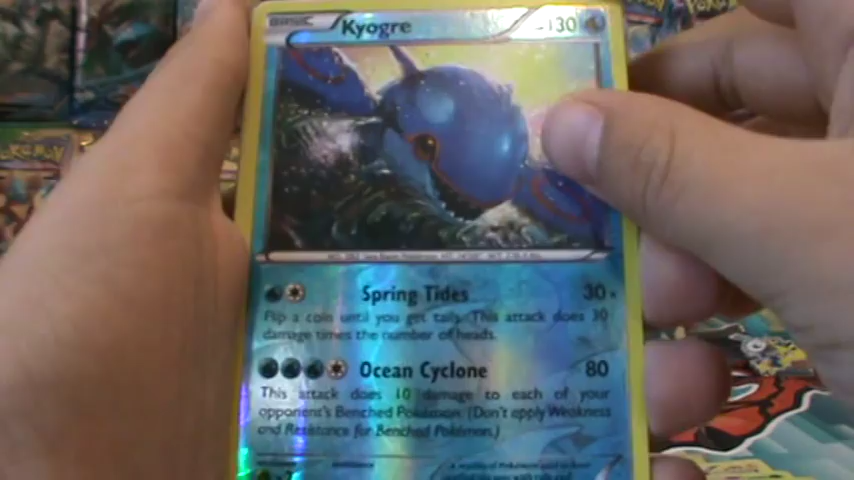 BASIC Kyogre 130
Spring Tides 30×
Flip a coin until you get tails. This attack does 30
damage times the number of heads.
Ocean Cyclone 80
This attack does 10 damage to each of your
opponent's Benched Pokémon. (Don't apply Weakness
and Resistance for Benched Pokémon.)